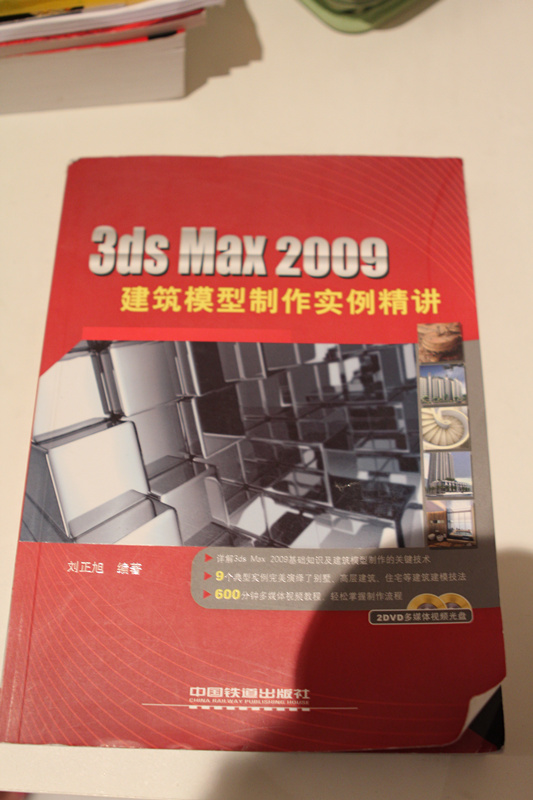 3ds Max 2009
建筑模型制作实例精讲
刘正旭 编著
详解3ds Max 2009基础知识及建筑模型制作的关键技术
9个典型实例完美演绎了别墅、高层建筑、住宅等建筑建模技法
600分钟多媒体视频教程，轻松掌握制作流程
2DVD多媒体视频光盘
中国铁道出版社
CHINA RAILWAY PUBLISHING HOUSE